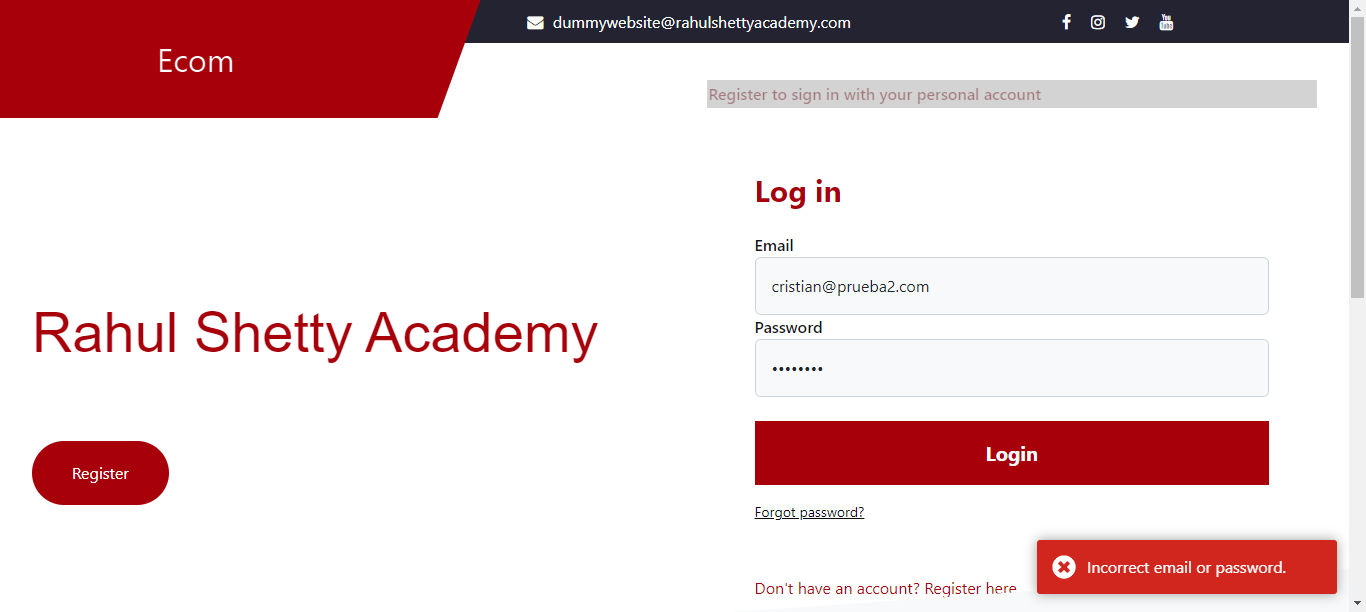 dummywebsite@rahulshettyacademy.com
Ecom
Register to sign in with your personal account
Log in
Email
cristian@prueba2.com
Rahul Shetty Academy
Password
••••••••
Login
Register
Forgot password?
Incorrect email or password.
Don't have an account? Register here